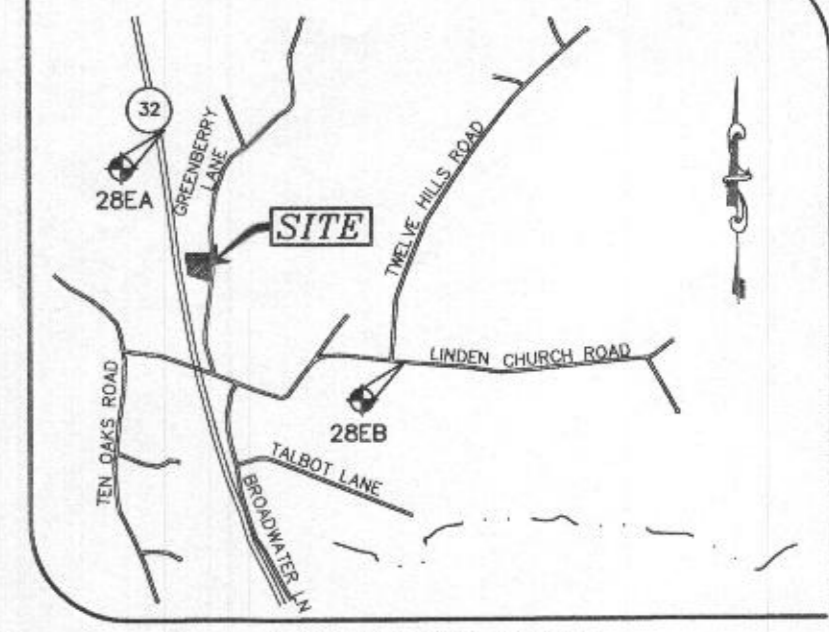 32
28EA
GREENBERRY
LANE
SITE
TWELVE HILLS ROAD
LINDEN CHURCH ROAD
28EB
TEN OAKS ROAD
TALBOT LANE
BROADWATER LN